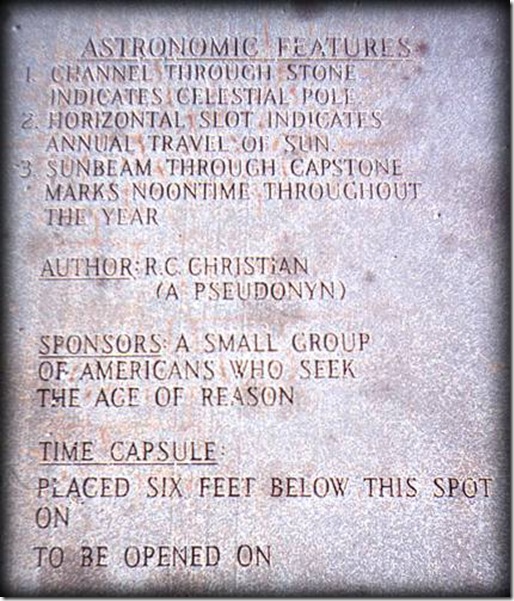 ASTRONOMIC FEATURES
1. CHANNEL THROUGH STONE
INDICATES CELESTIAL POLE.
2. HORIZONTAL SLOT INDICATES
ANNUAL TRAVEL OF SUN.
3. SUNBEAM THROUGH CAPSTONE
MARKS NOONTIME THROUGHOUT
THE YEAR
AUTHOR: R.C. CHRISTIAN
(A PSEUDONYN)
SPONSORS: A SMALL GROUP
OF AMERICANS WHO SEEK
THE AGE OF REASON
TIME CAPSULE:
PLACED SIX FEET BELOW THIS SPOT
ON
TO BE OPENED ON